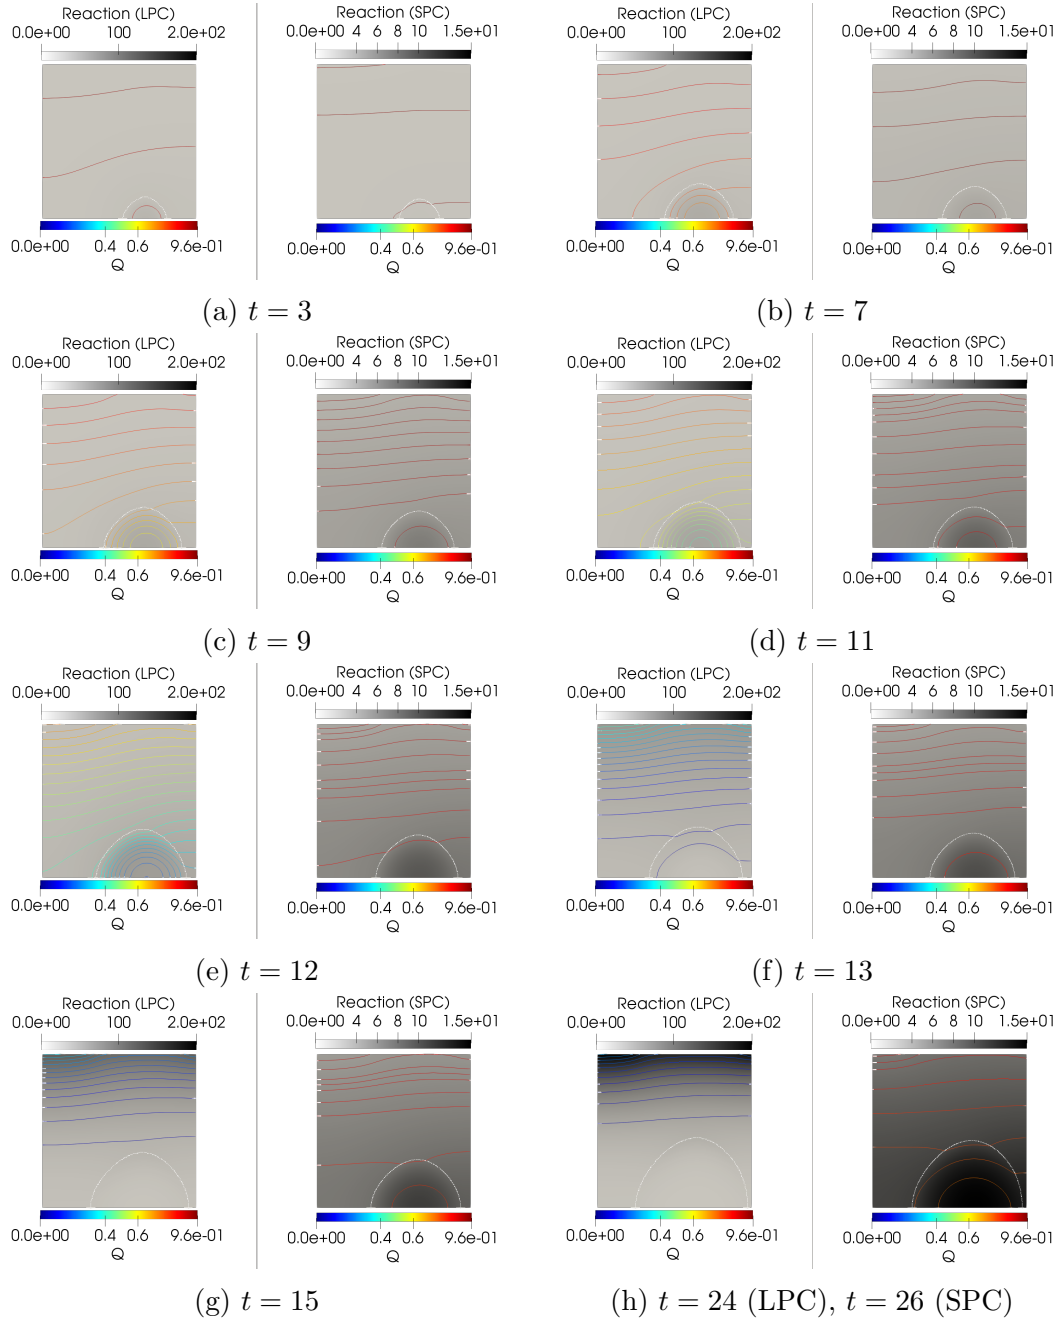 Reaction (LPC)
0.0e+00 100 2.0e+02
0.0e+00 0.4 0.6 9.6e-01
Q
Reaction (SPC)
0.0e+00 4 6 8 10 1.5e+01
0.0e+00 0.4 0.6 9.6e-01
Q
(a) t = 3
Reaction (LPC)
0.0e+00 100 2.0e+02
0.0e+00 0.4 0.6 9.6e-01
Q
Reaction (SPC)
0.0e+00 4 6 8 10 1.5e+01
0.0e+00 0.4 0.6 9.6e-01
Q
(b) t = 7
Reaction (LPC)
0.0e+00 100 2.0e+02
0.0e+00 0.4 0.6 9.6e-01
Q
Reaction (SPC)
0.0e+00 4 6 8 10 1.5e+01
0.0e+00 0.4 0.6 9.6e-01
Q
(c) t = 9
Reaction (LPC)
0.0e+00 100 2.0e+02
0.0e+00 0.4 0.6 9.6e-01
Q
Reaction (SPC)
0.0e+00 4 6 8 10 1.5e+01
0.0e+00 0.4 0.6 9.6e-01
Q
(d) t = 11
Reaction (LPC)
0.0e+00 100 2.0e+02
0.0e+00 0.4 0.6 9.6e-01
Q
Reaction (SPC)
0.0e+00 4 6 8 10 1.5e+01
0.0e+00 0.4 0.6 9.6e-01
Q
(e) t = 12
Reaction (LPC)
0.0e+00 100 2.0e+02
0.0e+00 0.4 0.6 9.6e-01
Q
Reaction (SPC)
0.0e+00 4 6 8 10 1.5e+01
0.0e+00 0.4 0.6 9.6e-01
Q
(f) t = 13
Reaction (LPC)
0.0e+00 100 2.0e+02
0.0e+00 0.4 0.6 9.6e-01
Q
Reaction (SPC)
0.0e+00 4 6 8 10 1.5e+01
0.0e+00 0.4 0.6 9.6e-01
Q
(g) t = 15
Reaction (LPC)
0.0e+00 100 2.0e+02
0.0e+00 0.4 0.6 9.6e-01
Q
Reaction (SPC)
0.0e+00 4 6 8 10 1.5e+01
0.0e+00 0.4 0.6 9.6e-01
Q
(h) t = 24 (LPC), t = 26 (SPC)